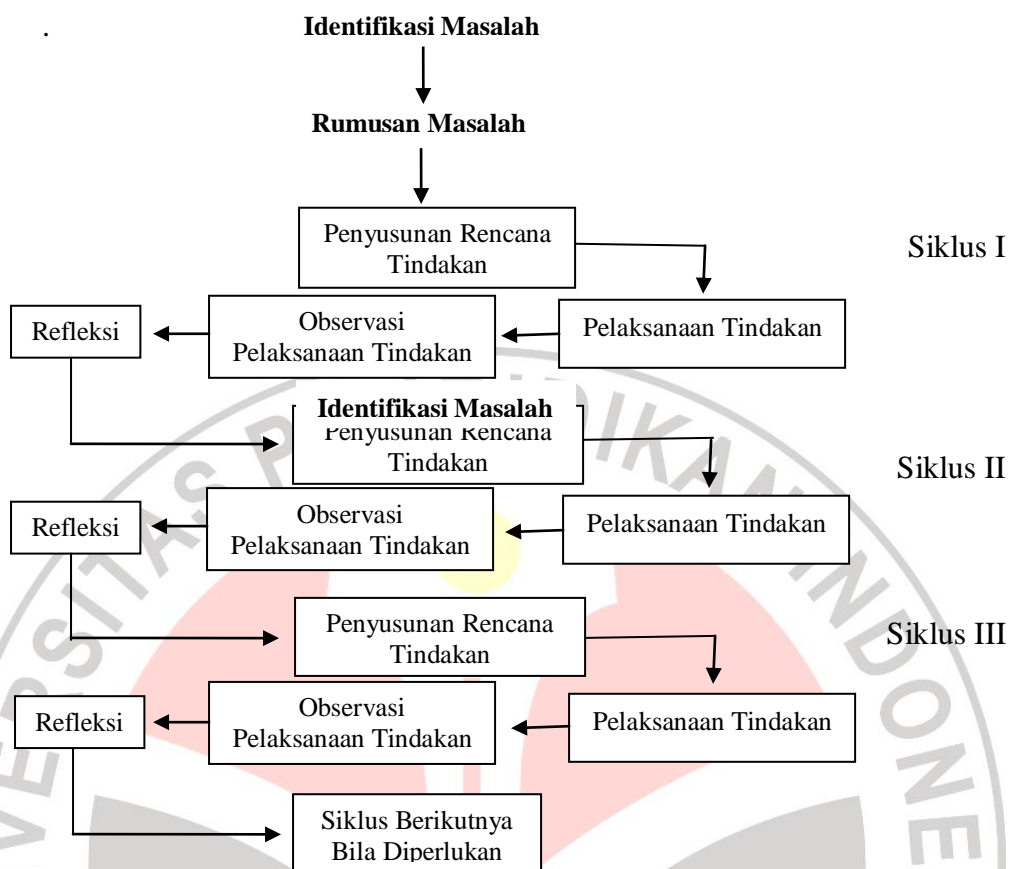 .
Identifikasi Masalah
Rumusan Masalah
Penyusunan Rencana
Tindakan
Siklus I
Refleksi
Observasi
Pelaksanaan Tindakan
Pelaksanaan Tindakan
Identifikasi Masalah
Penyusunan Rencana
Tindakan
Siklus II
Refleksi
Observasi
Pelaksanaan Tindakan
Pelaksanaan Tindakan
Penyusunan Rencana
Tindakan
Siklus III
Refleksi
Observasi
Pelaksanaan Tindakan
Pelaksanaan Tindakan
Siklus Berikutnya
Bila Diperlukan